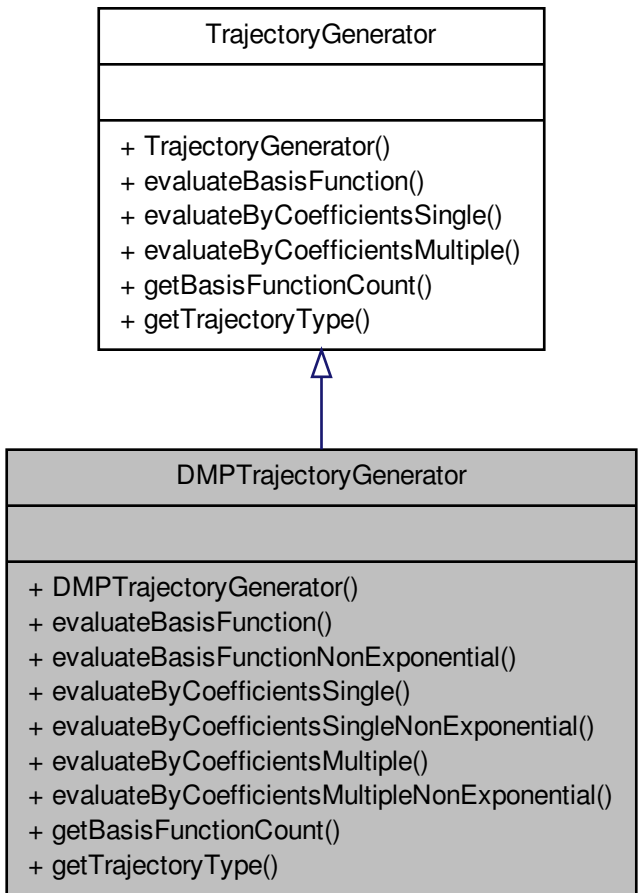 TrajectoryGenerator
+ TrajectoryGenerator()
+ evaluateBasisFunction()
+ evaluateByCoefficientsSingle()
+ evaluateByCoefficientsMultiple()
+ getBasisFunctionCount()
+ getTrajectoryType()
DMPTrajectoryGenerator
+ DMPTrajectoryGenerator()
+ evaluateBasisFunction()
+ evaluateBasisFunctionNonExponential()
+ evaluateByCoefficientsSingle()
+ evaluateByCoefficientsSingleNonExponential()
+ evaluateByCoefficientsMultiple()
+ evaluateByCoefficientsMultipleNonExponential()
+ getBasisFunctionCount()
+ getTrajectoryType()